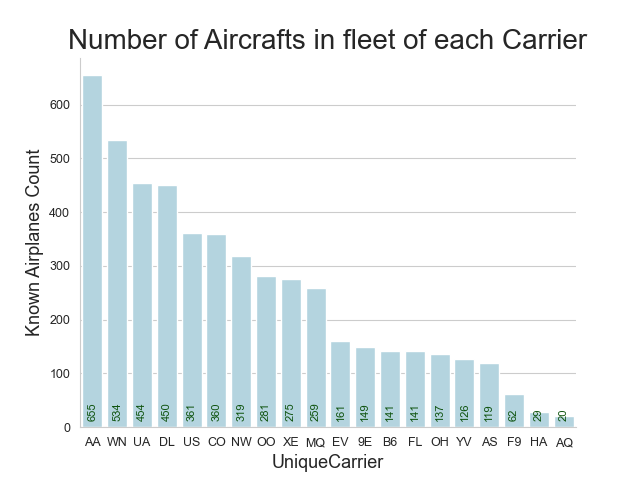 Number of Aircrafts in fleet of each Carrier
Known Airplanes Count
600
500
400
300
200
100
0
655 534 454 450 361 360 319 281 275 259 161 149 141 141 137 126 119 62 29 20
AA WN UA DL US CO NW OO XE MQ EV 9E B6 FL OH YV AS F9 HA AQ
UniqueCarrier